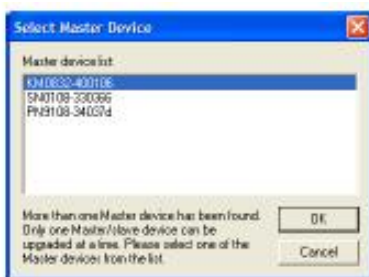 Select Master Device
Master device list:
KM0832-400106
SN0108-330366
PN9108-34037d
More than one Master device has been found.
Only one Master/slave device can be
upgraded at a time. Please select one of the
Master devices from the list.
OK
Cancel